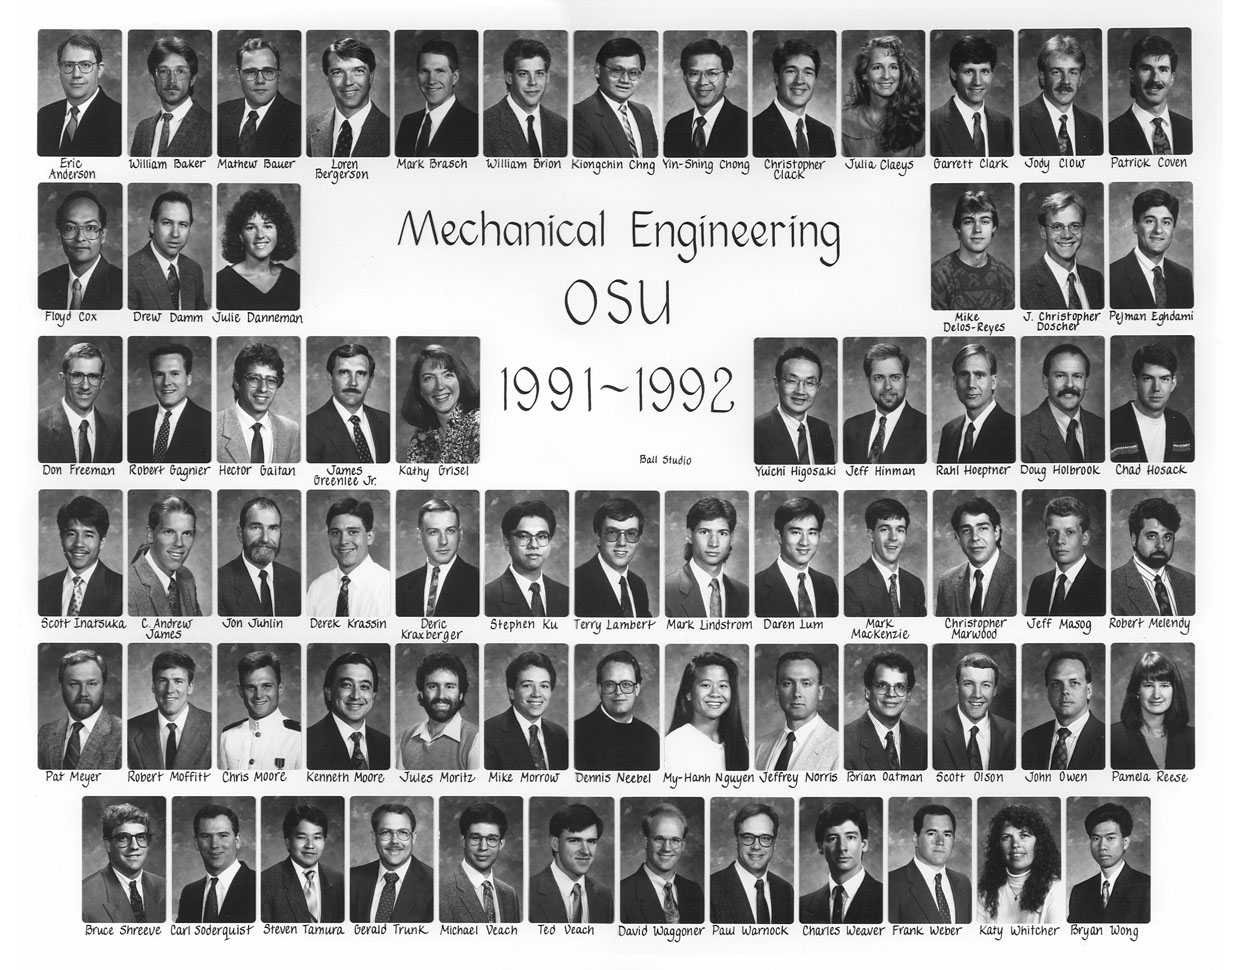 Eric Anderson
William Baker
Mathew Bauer
Loren Bergerson
Mark Brasch
William Brion
Kiongchin Chng
Yin-Shing Chong
Christopher Clack
Julia Claeys
Garrett Clark
Jody Clow
Patrick Coven
Mechanical Engineering
OSU
1991~1992
Floyd Cox
Drew Damm
Julie Danneman
Mike Delos-Reyes
J. Christopher Doscher
Pejman Eghdami
Don Freeman
Robert Gagnier
Hector Gaitan
James Greenlee Jr.
Kathy Grisel
Ball Studio
Yuichi Higosaki
Jeff Hinman
Rahl Hoeptner
Doug Holbrook
Chad Hosack
Scott Inatsuka
C. Andrew James
Jon Juhlin
Derek Krassin
Deric Kraxberger
Stephen Ku
Terry Lambert
Mark Lindstrom
Daren Lum
Mark MacKenzie
Christopher Marwood
Jeff Masog
Robert Melendy
Pat Meyer
Robert Moffitt
Chris Moore
Kenneth Moore
Jules Moritz
Mike Morrow
Dennis Neebel
My-Hanh Nguyen
Jeffrey Norris
Brian Oatman
Scott Olson
John Owen
Pamela Reese
Bruce Shreeve
Carl Soderquist
Steven Tamura
Gerald Trunk
Michael Veach
Ted Veach
David Waggoner
Paul Warnock
Charles Weaver
Frank Weber
Katy Whitcher
Bryan Wong